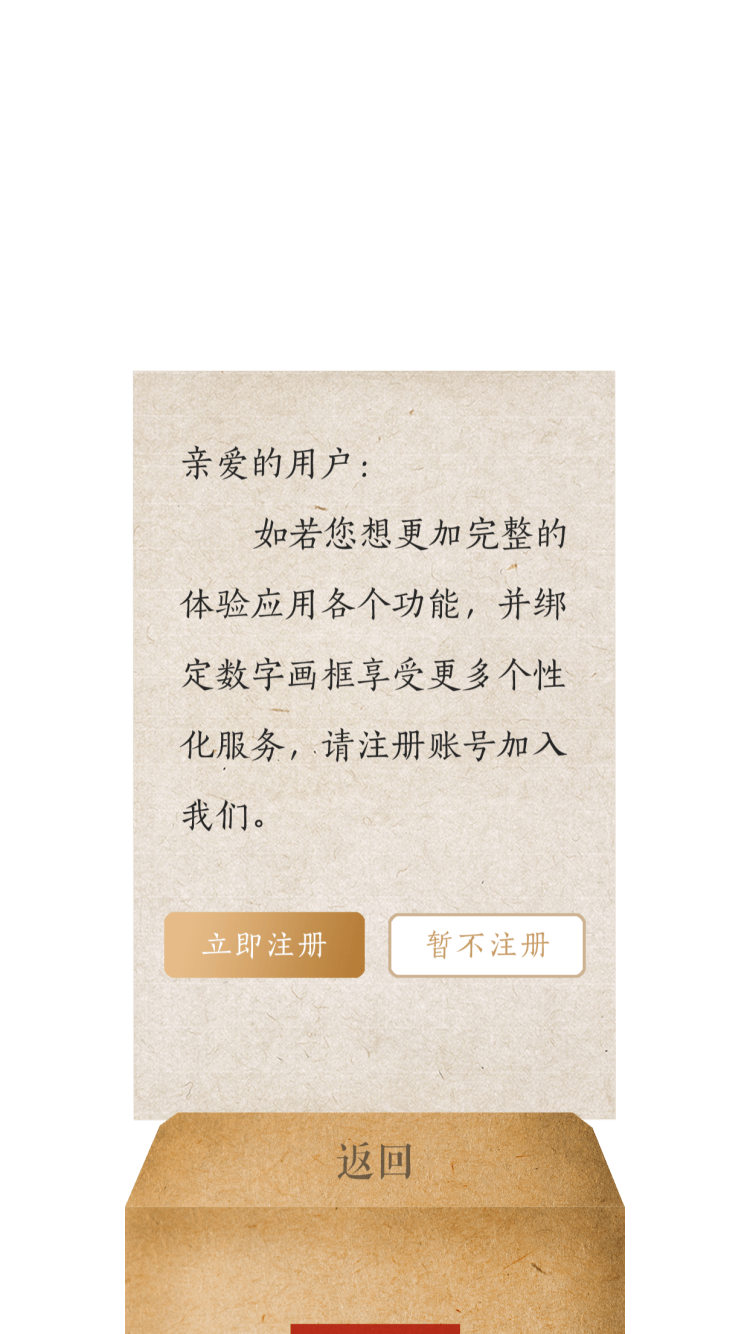 亲爱的用户：
如若您想更加完整的
体验应用各个功能，并绑
定数字画框享受更多个性
化服务，请注册账号加入
我们。
立即注册
暂不注册
返回